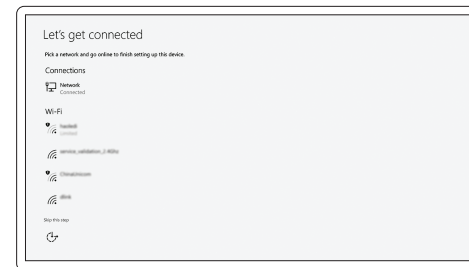 Let's get connected
Pick a network and go online to finish setting up this device.
Connections
Network
Connected
Wi-Fi
Skip this step